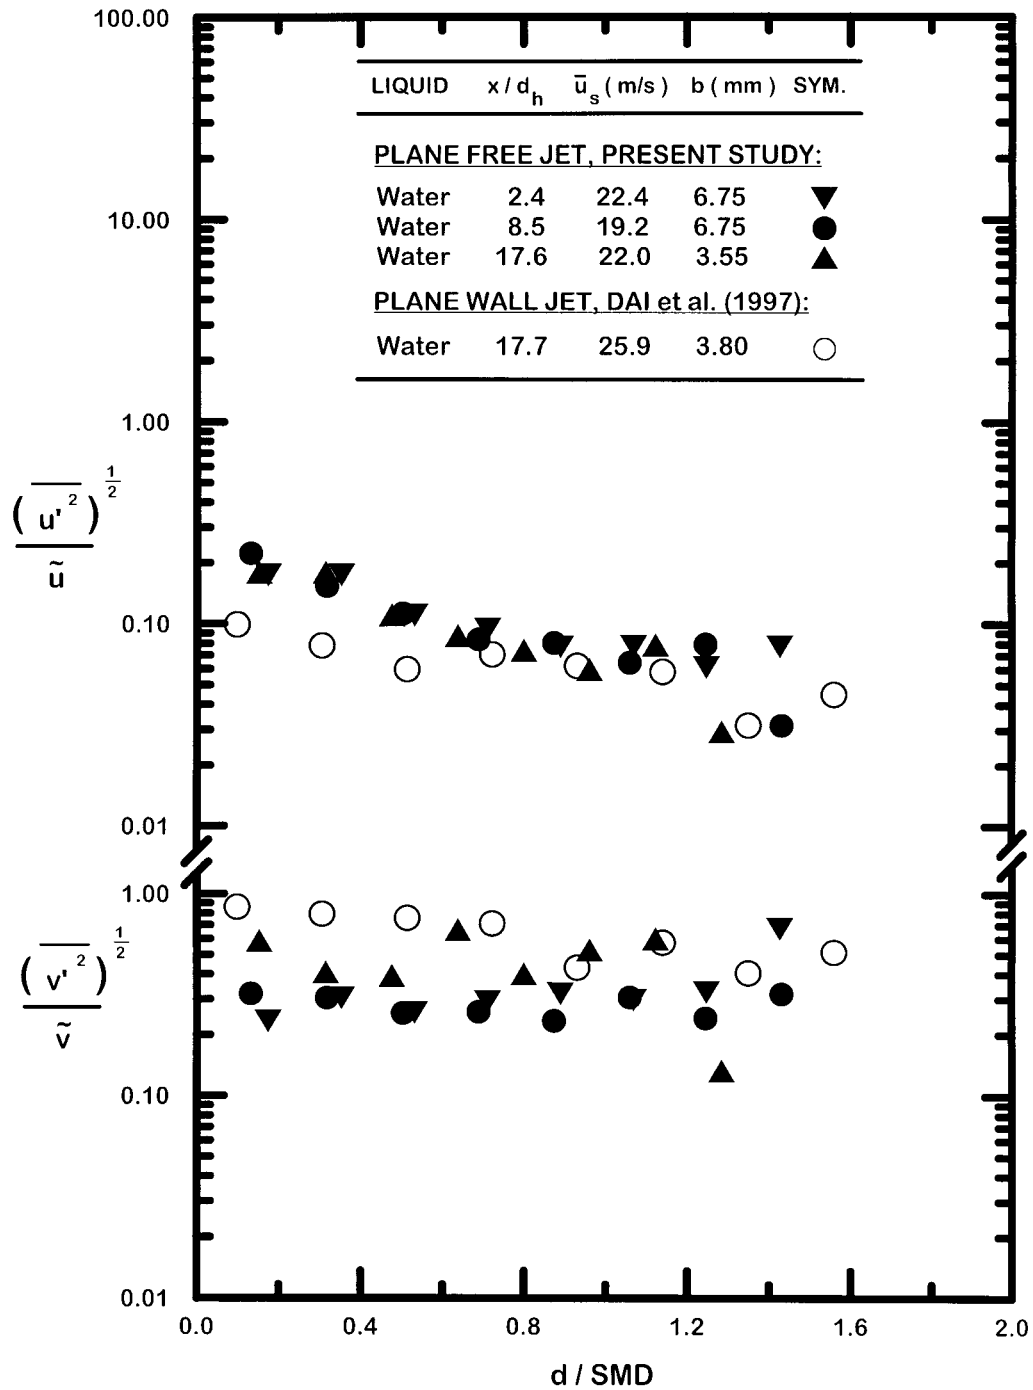 100.00
LIQUID x / d_h ū_s ( m/s ) b ( mm ) SYM.
PLANE FREE JET, PRESENT STUDY:
Water 2.4 22.4 6.75 ▼
Water 8.5 19.2 6.75 ●
Water 17.6 22.0 3.55 ▲
PLANE WALL JET, DAI et al. (1997):
Water 17.7 25.9 3.80 ○
10.00
1.00
( u' 2 ) 1/2
ũ
0.10
0.01
1.00
( v' 2 ) 1/2
ṽ
0.10
0.01
0.0 0.4 0.8 1.2 1.6 2.0
d / SMD